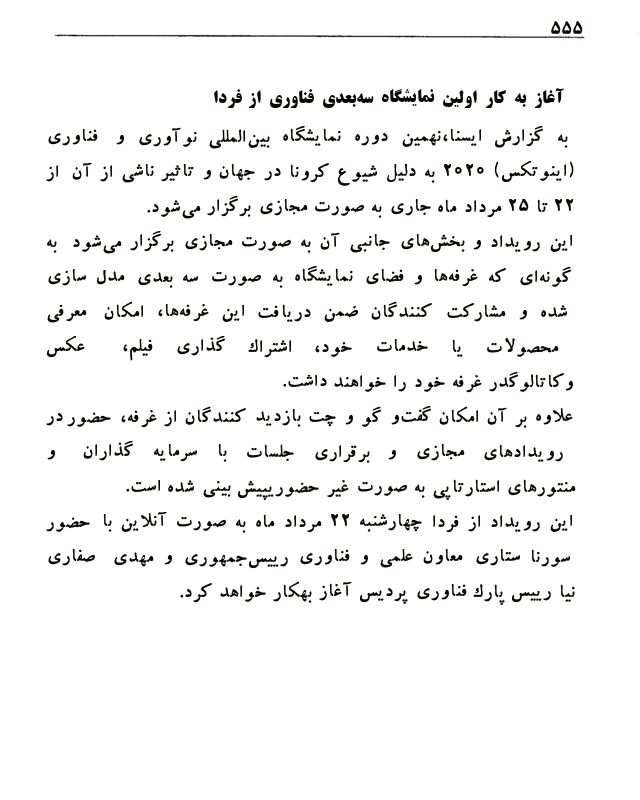 ۵۵۵
آغاز به کار اولین نمایشگاه سه‌بعدی فناوری از فردا
به گزارش ایسنا،نهمین دوره نمایشگاه بین‌المللی نوآوری و فناوری
(اینوتکس) ۲۰۲۰ به دلیل شیوع کرونا در جهان و تاثیر ناشی از آن از
۲۲ تا ۲۵ مرداد ماه جاری به صورت مجازی برگزار می‌شود.
این رویداد و بخش‌های جانبی آن به صورت مجازی برگزار می‌شود به
گونه‌ای که غرفه‌ها و فضای نمایشگاه به صورت سه بعدی مدل سازی
شده و مشارکت کنندگان ضمن دریافت این غرفه‌ها، امکان معرفی
محصولات یا خدمات خود، اشتراک گذاری فیلم، عکس
وکاتالوگدر غرفه خود را خواهند داشت.
علاوه بر آن امکان گفت‌و گو و چت بازدید کنندگان از غرفه، حضور در
رویدادهای مجازی و برقراری جلسات با سرمایه گذاران و
منتورهای استارتاپی به صورت غیر حضوریپیش بینی شده است.
این رویداد از فردا چهارشنبه ۲۲ مرداد ماه به صورت آنلاین با حضور
سورنا ستاری معاون علمی و فناوری رییس‌جمهوری و مهدی صفاری
نیا رییس پارک فناوری پردیس آغاز بهکار خواهد کرد.